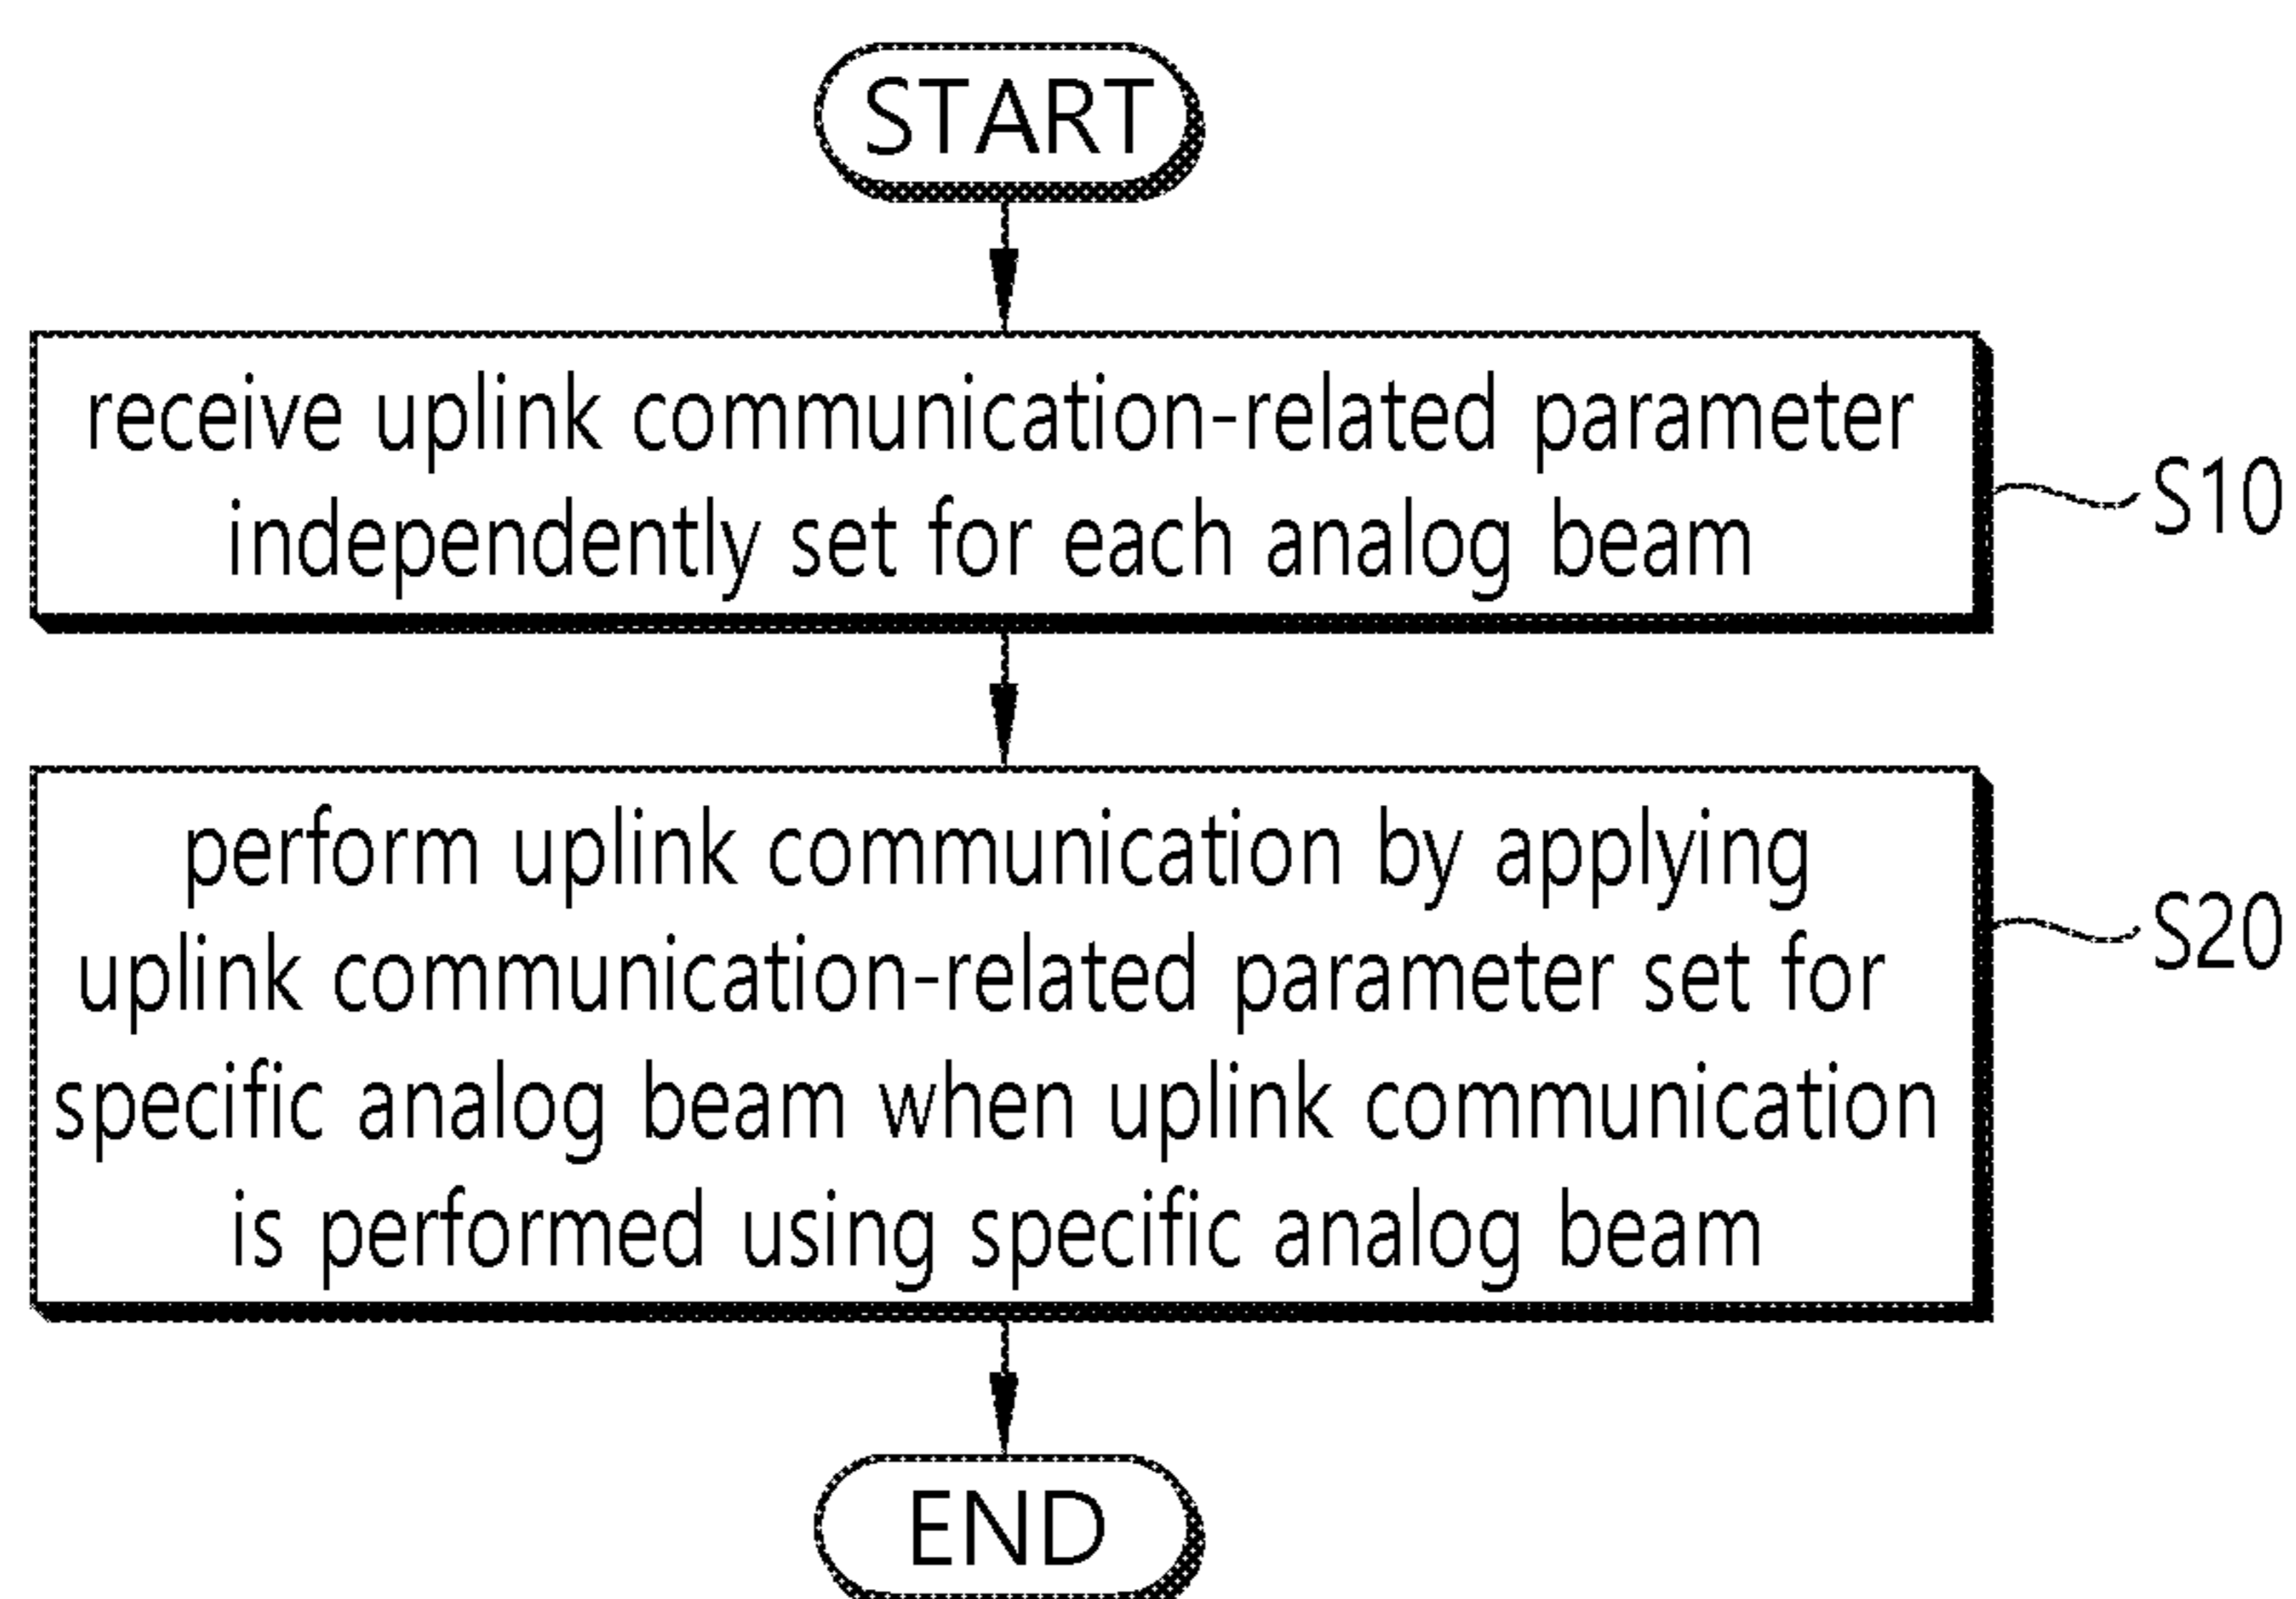 START
receive uplink communication-related parameter
independently set for each analog beam
S10
perform uplink communication by applying
uplink communication-related parameter set for
specific analog beam when uplink communication
is performed using specific analog beam
S20
END